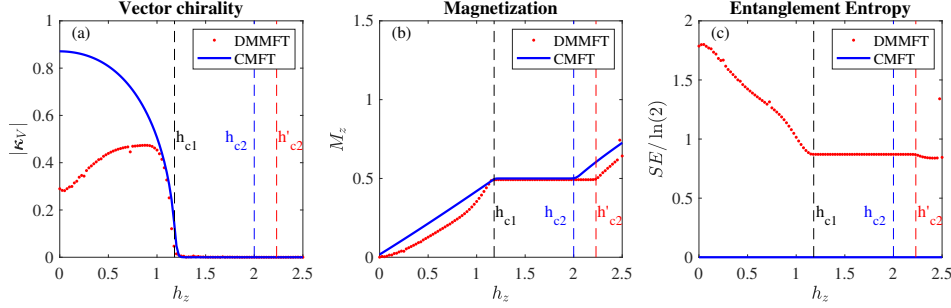 Vector chirality
(a)
DMMFT
CMFT
|κ_V|
1
0.8
0.6
0.4
0.2
0
h_c1
h_c2
h'_c2
0 0.5 1 1.5 2 2.5
h_z
Magnetization
(b)
DMMFT
CMFT
M_z
1.5
1
0.5
0
h_c1
h_c2
h'_c2
0 0.5 1 1.5 2 2.5
h_z
Entanglement Entropy
(c)
DMMFT
CMFT
SE/ln(2)
2
1.5
1
0.5
0
h_c1
h_c2
h'_c2
0 0.5 1 1.5 2 2.5
h_z